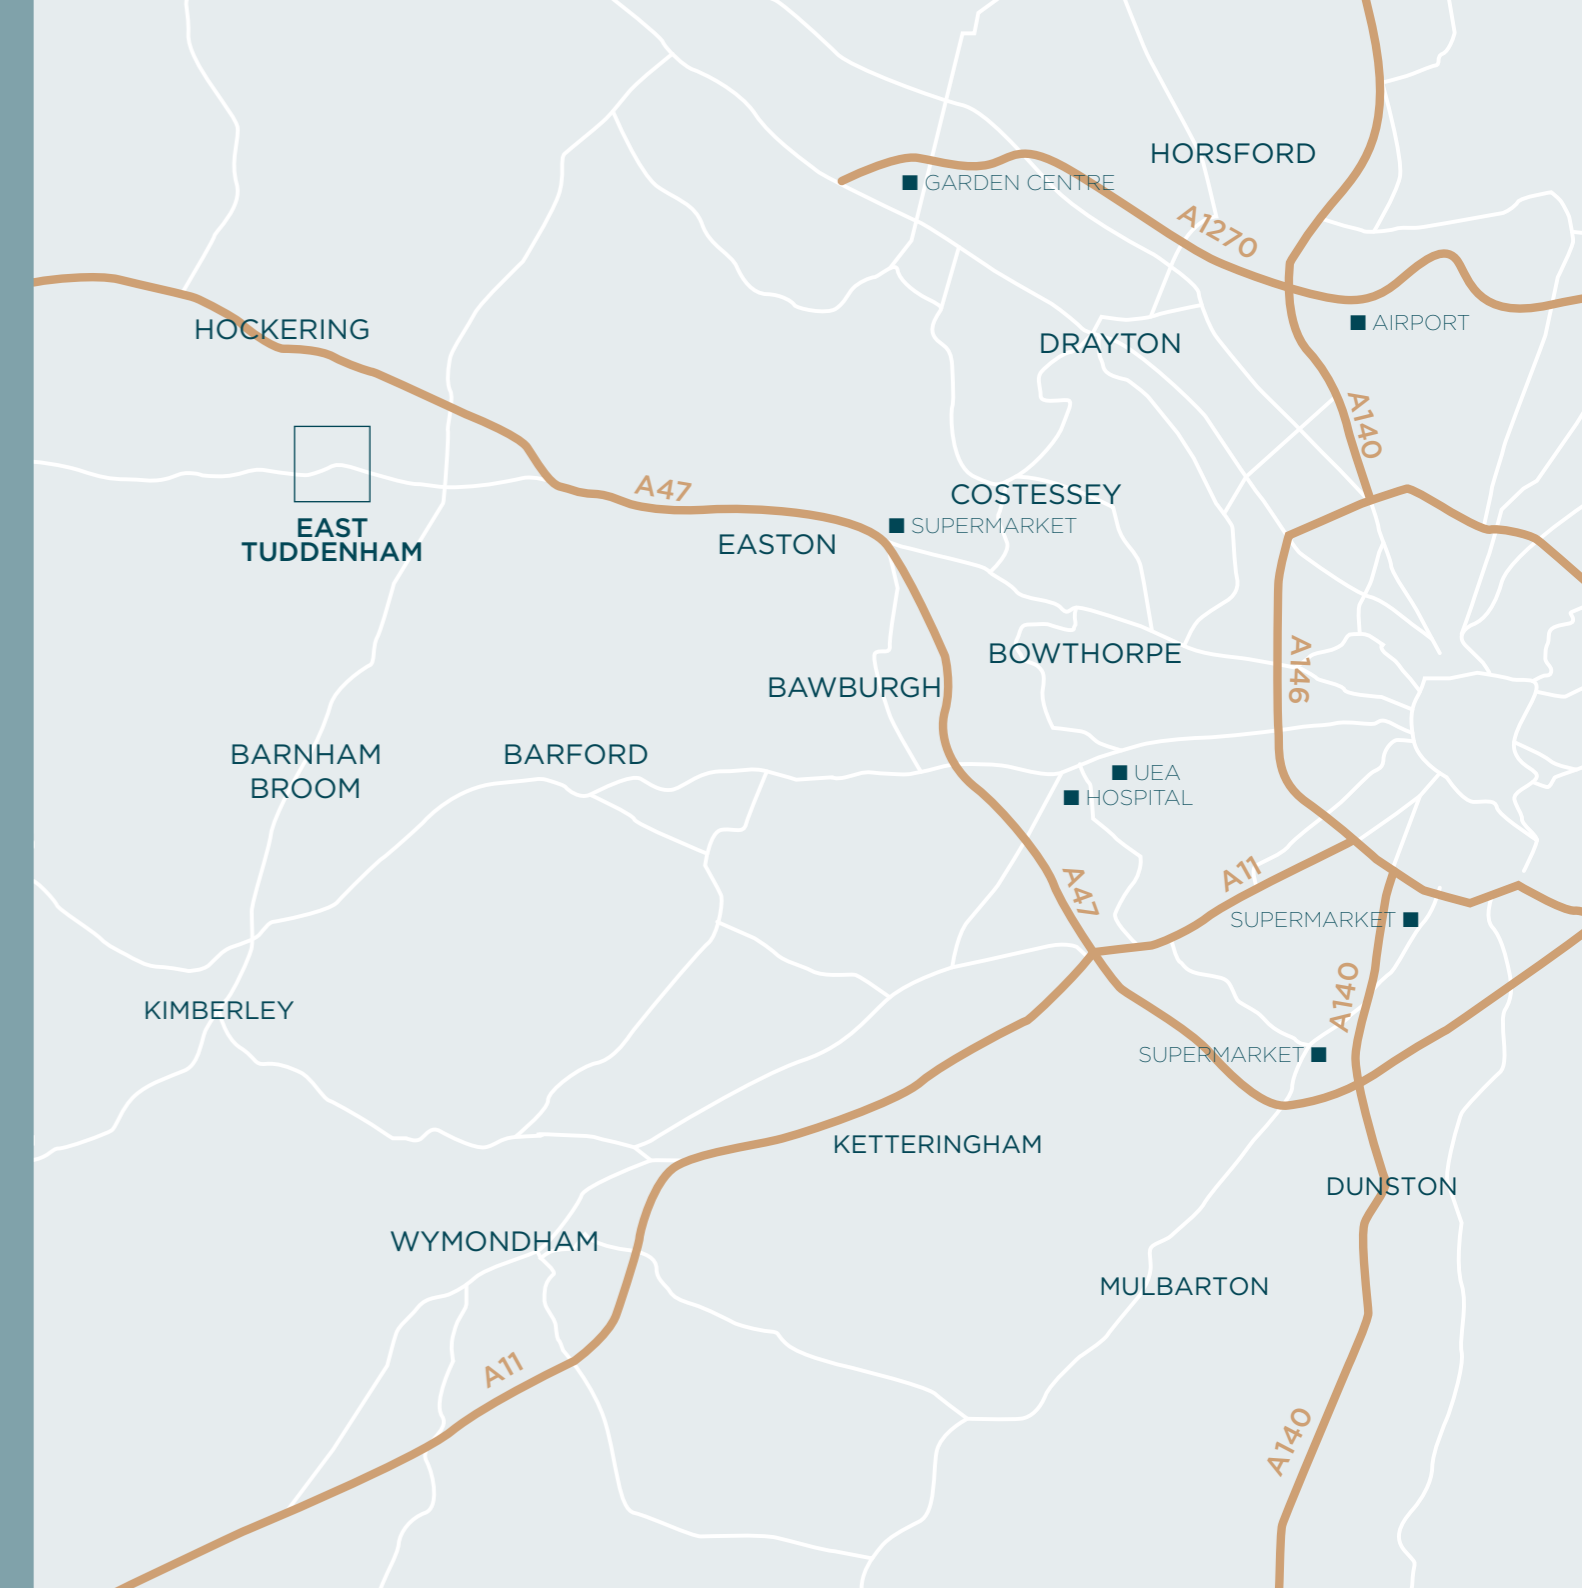 HORSFORD
GARDEN CENTRE
A1270
HOCKERING
AIRPORT
DRAYTON
A140
A47
COSTESSEY
SUPERMARKET
EAST
TUDDENHAM
EASTON
BOWTHORPE
A146
BAWBURGH
BARNHAM
BROOM
BARFORD
UEA
HOSPITAL
A47
A11
SUPERMARKET
A140
KIMBERLEY
SUPERMARKET
KETTERINGHAM
DUNSTON
WYMONDHAM
MULBARTON
A11
A140